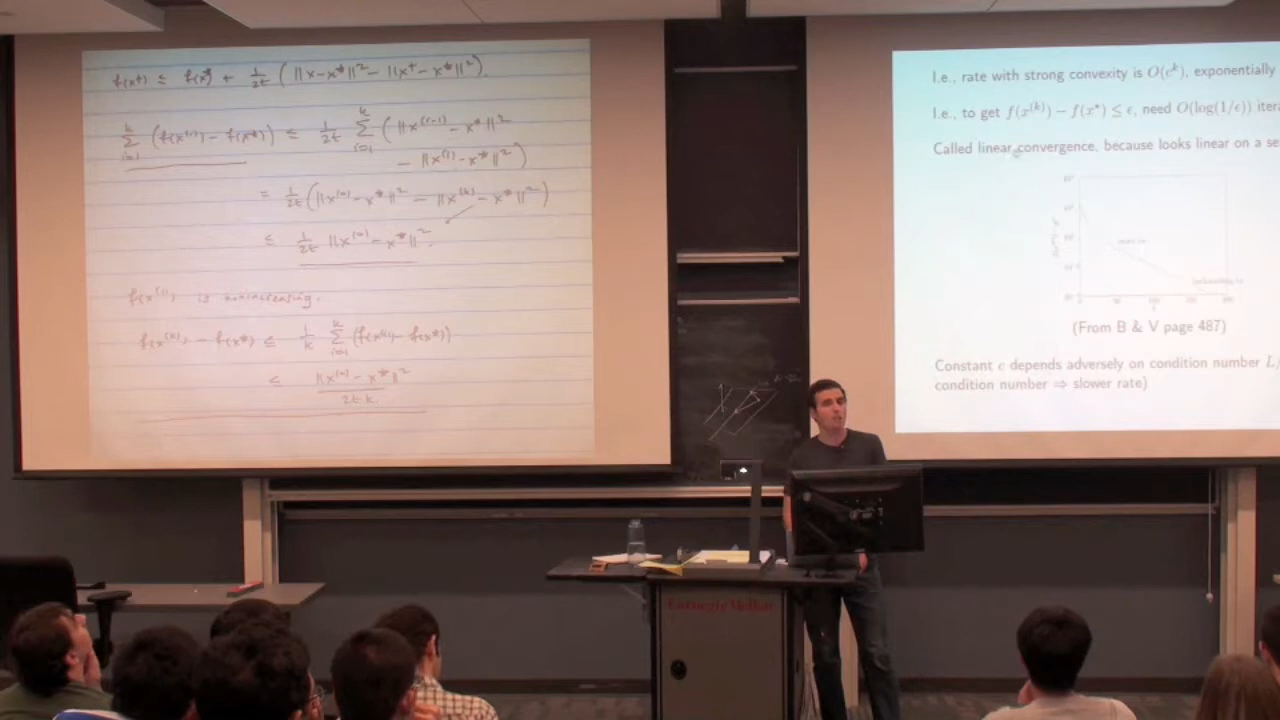 f(x⁺) ≤ f(x*) + 1/2t ( ||x-x*||² - ||x⁺ - x*||² ).
k∑i=1 (f(x⁽ⁱ⁾) - f(x*)) ≤ 1/2t k∑i=1 ( ||x⁽ⁱ⁻¹⁾ - x*||²
- ||x⁽ⁱ⁾ - x*||² )
= 1/2t ( ||x⁽⁰⁾ - x*||² - ||x⁽ᵏ⁾ - x*||² )
≤ 1/2t ||x⁽⁰⁾ - x*||².
f(x⁽ⁱ⁾) is nonincreasing.
f(x⁽ᵏ⁾) - f(x*) ≤ 1/k k∑i=1 (f(x⁽ⁱ⁾) - f(x*))
≤ ||x⁽⁰⁾ - x*||² / 2t k.
I.e., rate with strong convexity is O(cᵏ), exponentially
I.e., to get f(x⁽ᵏ⁾) − f(x*) ≤ ϵ, need O(log(1/ϵ)) itera
Called linear convergence, because looks linear on a se
(From B & V page 487)
Constant c depends adversely on condition number L/
condition number ⇒ slower rate)
Carnegie Mellon